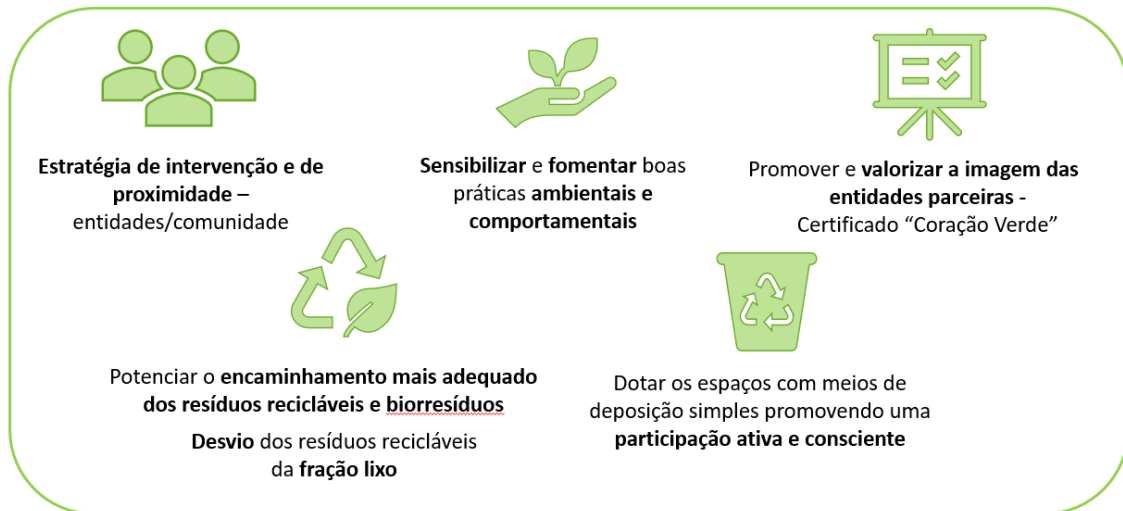 Estratégia de intervenção e de
proximidade –
entidades/comunidade
Sensibilizar e fomentar boas
práticas ambientais e
comportamentais
Promover e valorizar a imagem das
entidades parceiras -
Certificado “Coração Verde”
Potenciar o encaminhamento mais adequado
dos resíduos recicláveis e biorresíduos
Desvio dos resíduos recicláveis
da fração lixo
Dotar os espaços com meios de
deposição simples promovendo uma
participação ativa e consciente